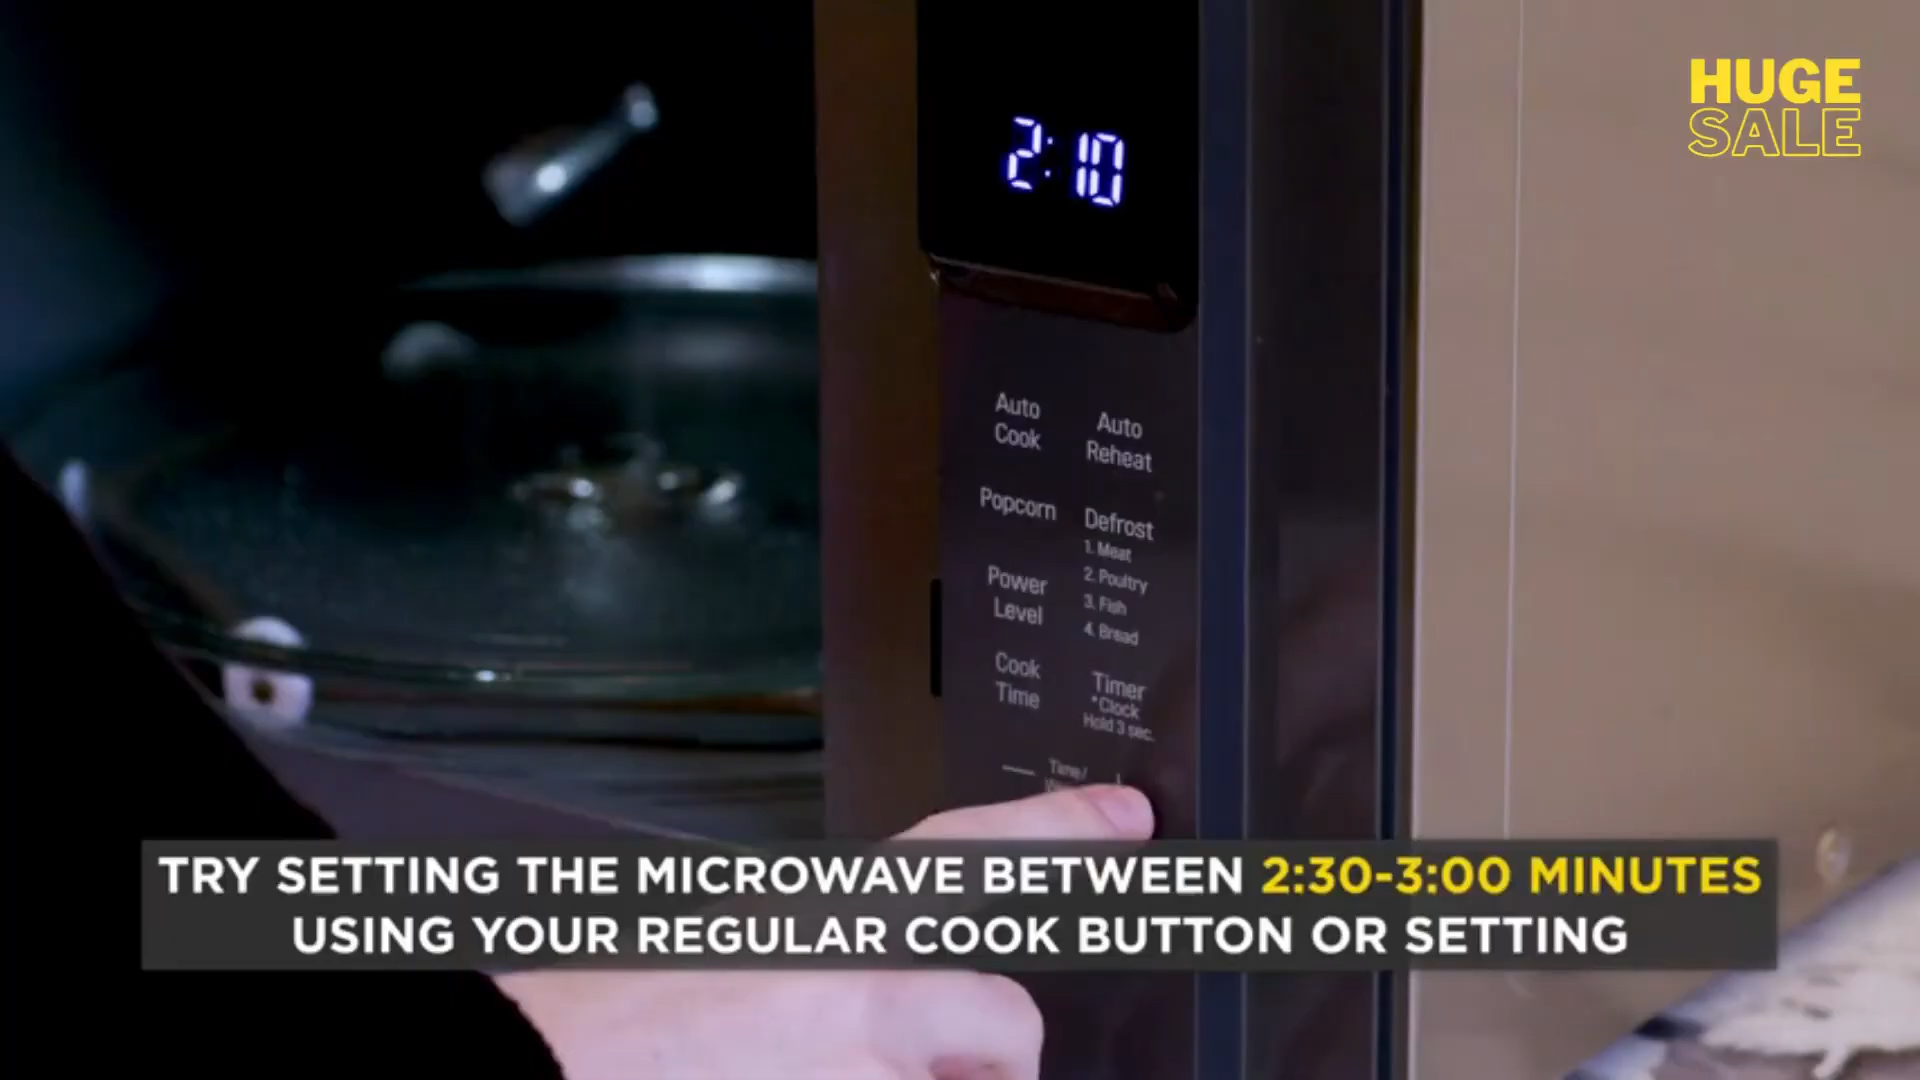 HUGE
SALE
2:10
Auto
Cook
Auto
Reheat
Popcorn
Defrost
1. Meat
2. Poultry
3. Fish
4. Bread
Power
Level
Cook
Time
Timer
*Clock
Hold 3 sec.
Time/
TRY SETTING THE MICROWAVE BETWEEN 2:30-3:00 MINUTES
USING YOUR REGULAR COOK BUTTON OR SETTING